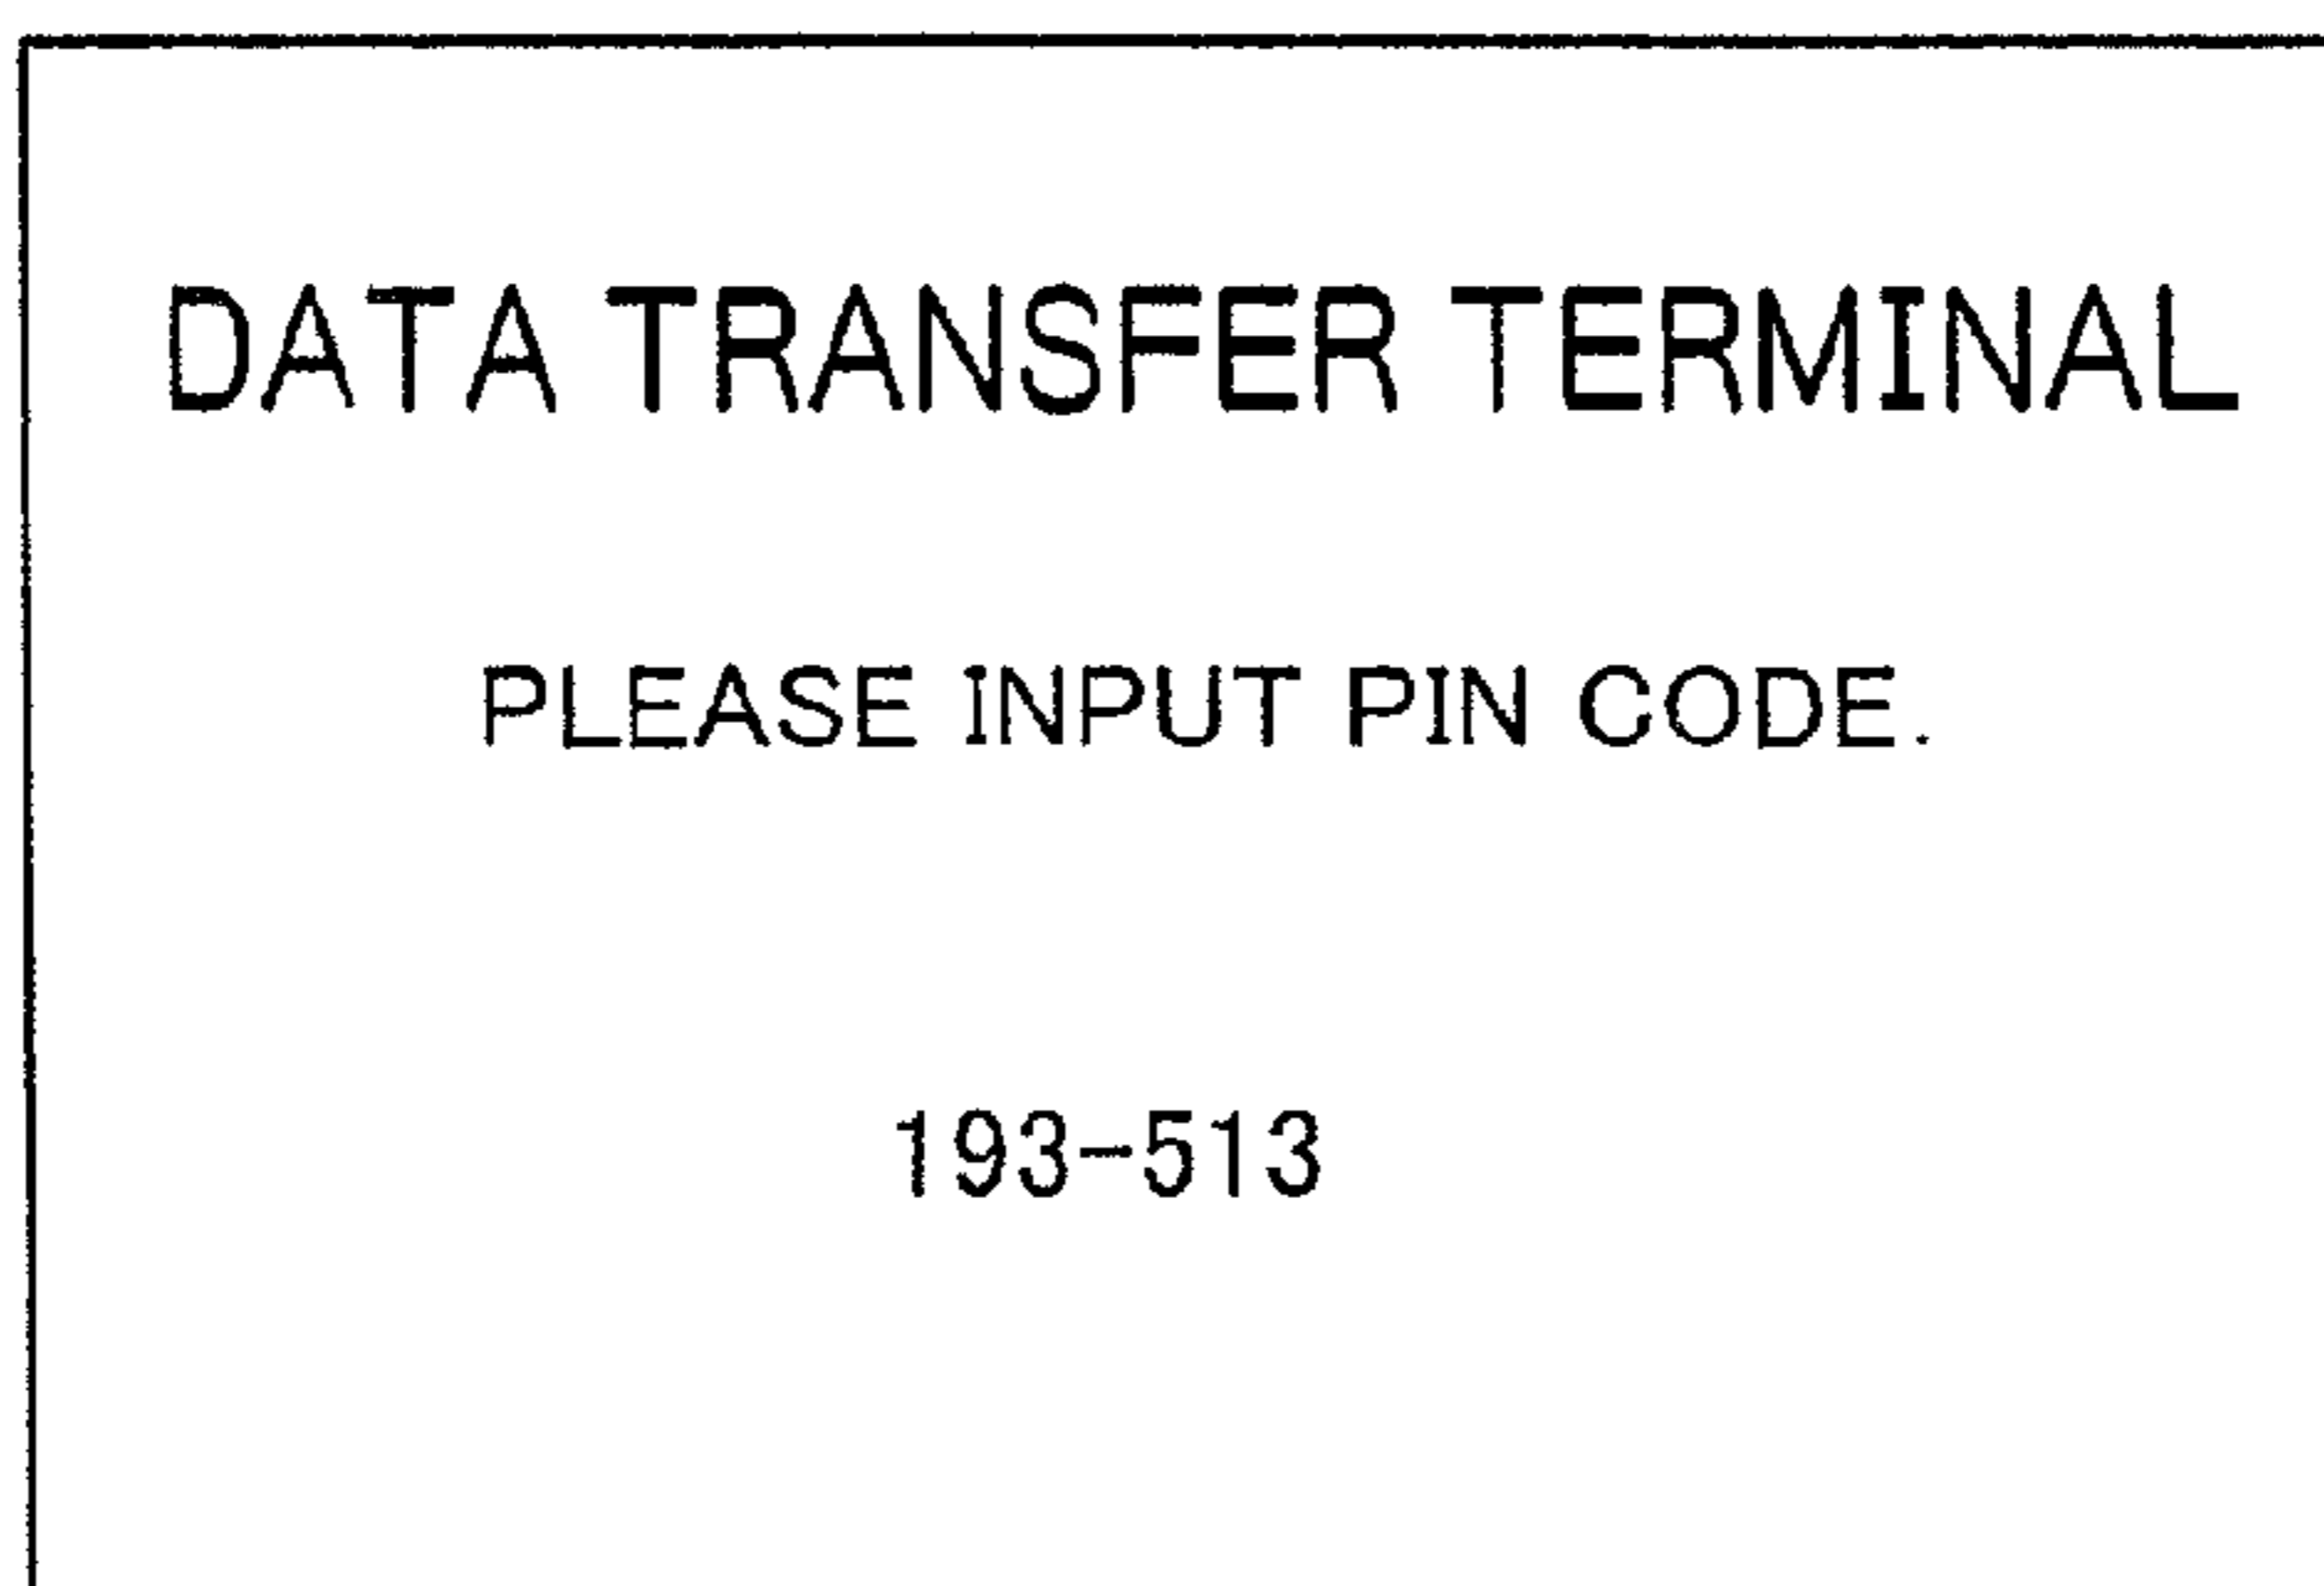 DATA TRANSFER TERMINAL
PLEASE INPUT PIN CODE.
193-513